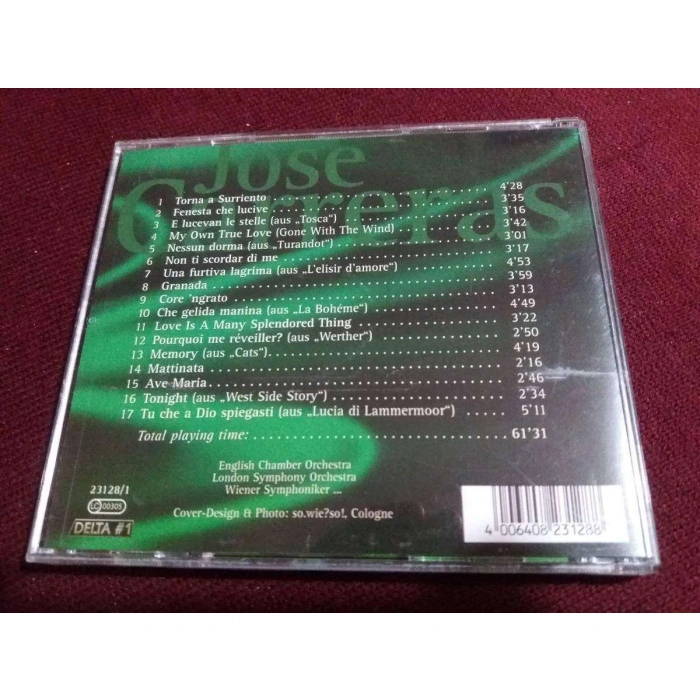 Jose
Carreras
1 Torna a Surriento 4'28
2 Fenesta che lucive 3'35
3 E lucevan le stelle (aus „Tosca“) 3'16
4 My Own True Love (Gone With The Wind) 3'42
5 Nessun dorma (aus „Turandot“) 3'01
6 Non ti scordar di me 3'17
7 Una furtiva lagrima (aus „L'elisir d'amore“) 4'53
8 Granada 3'59
9 Core 'ngrato 3'13
10 Che gelida manina (aus „La Bohéme“) 4'49
11 Love Is A Many Splendored Thing 3'22
12 Pourquoi me réveiller? (aus „Werther“) 2'50
13 Memory (aus „Cats“) 4'19
14 Mattinata 2'16
15 Ave Maria 2'46
16 Tonight (aus „West Side Story“) 2'34
17 Tu che a Dio spiegasti (aus „Lucia di Lammermoor“) 5'11
Total playing time: 61'31
English Chamber Orchestra
London Symphony Orchestra
Wiener Symphoniker ...
Cover-Design & Photo: so.wie?so!, Cologne
23128/1
LC 00305
DELTA #1
4 006408 231288